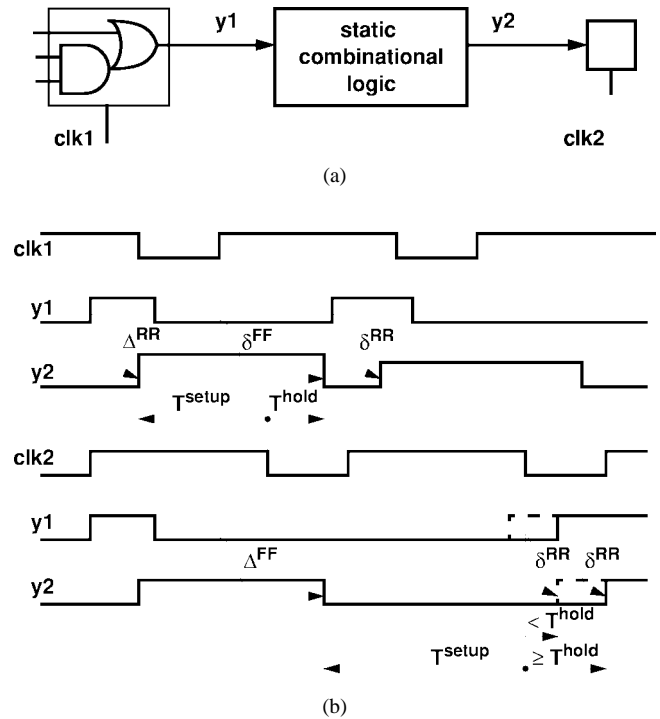 y1
static
combinational
logic
y2
clk1
clk2
(a)
clk1
y1
Δ^RR δ^FF δ^RR
y2
T^setup T^hold
clk2
y1
Δ^FF δ^RR δ^RR
y2
< T^hold
T^setup ≥ T^hold
(b)